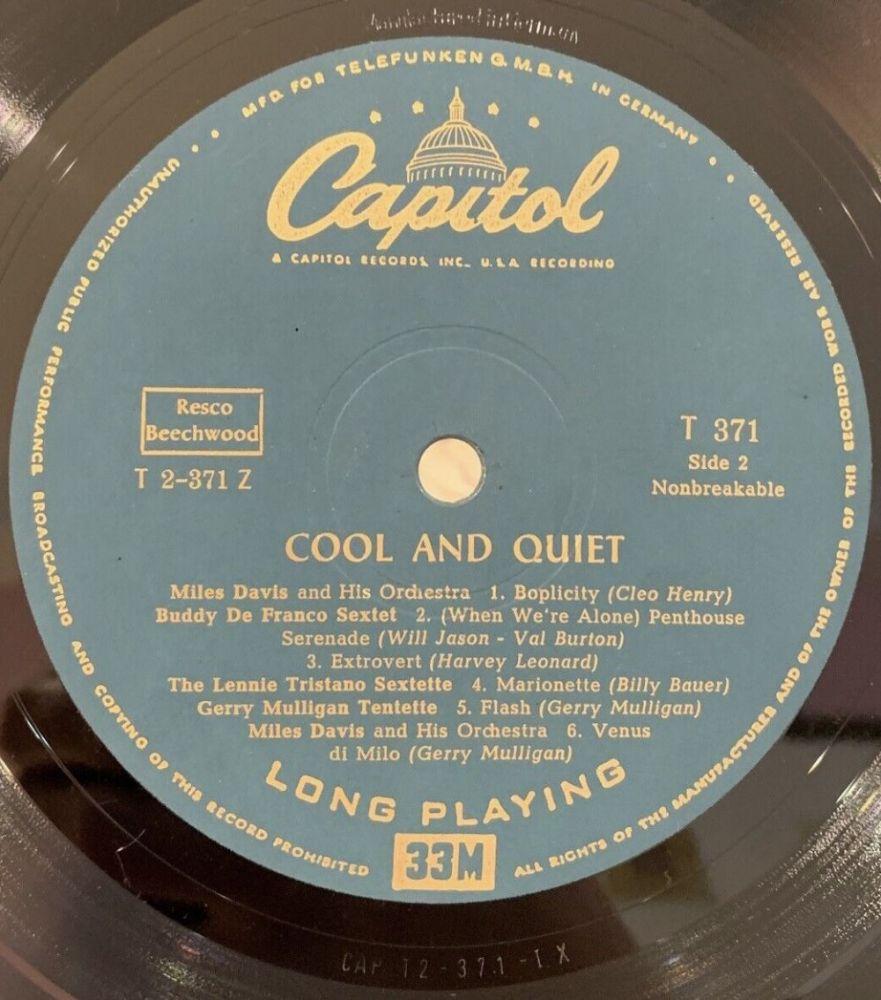 MFD. FOR TELEFUNKEN G.M.B.H. IN GERMANY
Capitol
A CAPITOL RECORDS, INC., U.S.A. RECORDING
Resco
Beechwood
T 2-371 Z
T 371
Side 2
Nonbreakable
COOL AND QUIET
Miles Davis and His Orchestra 1. Boplicity (Cleo Henry)
Buddy De Franco Sextet 2. (When We're Alone) Penthouse
Serenade (Will Jason - Val Burton)
3. Extrovert (Harvey Leonard)
The Lennie Tristano Sextette 4. Marionette (Billy Bauer)
Gerry Mulligan Tentette 5. Flash (Gerry Mulligan)
Miles Davis and His Orchestra 6. Venus
di Milo (Gerry Mulligan)
LONG PLAYING
33M
UNAUTHORIZED PUBLIC PERFORMANCE BROADCASTING AND COPYING OF THIS RECORD PROHIBITED
ALL RIGHTS OF THE MANUFACTURER AND OF THE OWNER OF THE RECORDED WORK ARE RESERVED
CAP T2-371-1 X